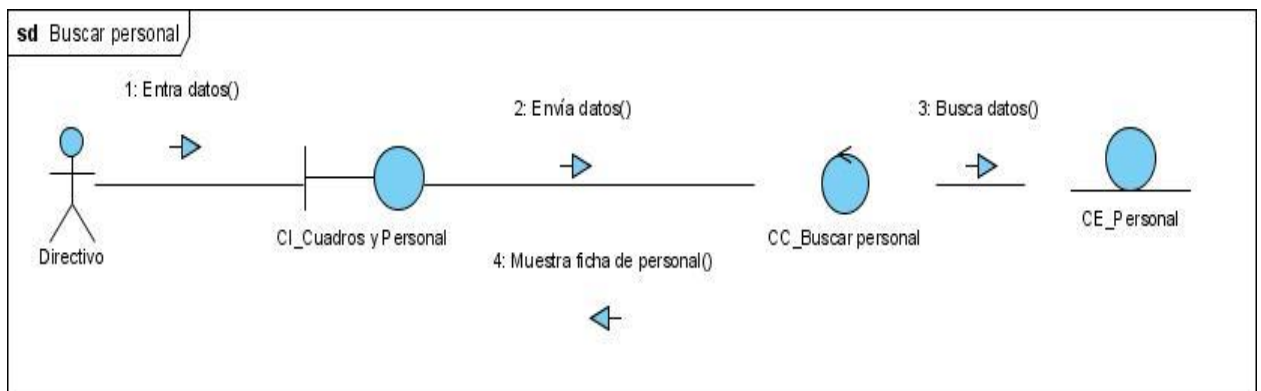 sd Buscar personal
1: Entra datos()
2: Envía datos()
3: Busca datos()
Directivo
CI_Cuadros y Personal
CC_Buscar personal
CE_Personal
4: Muestra ficha de personal()